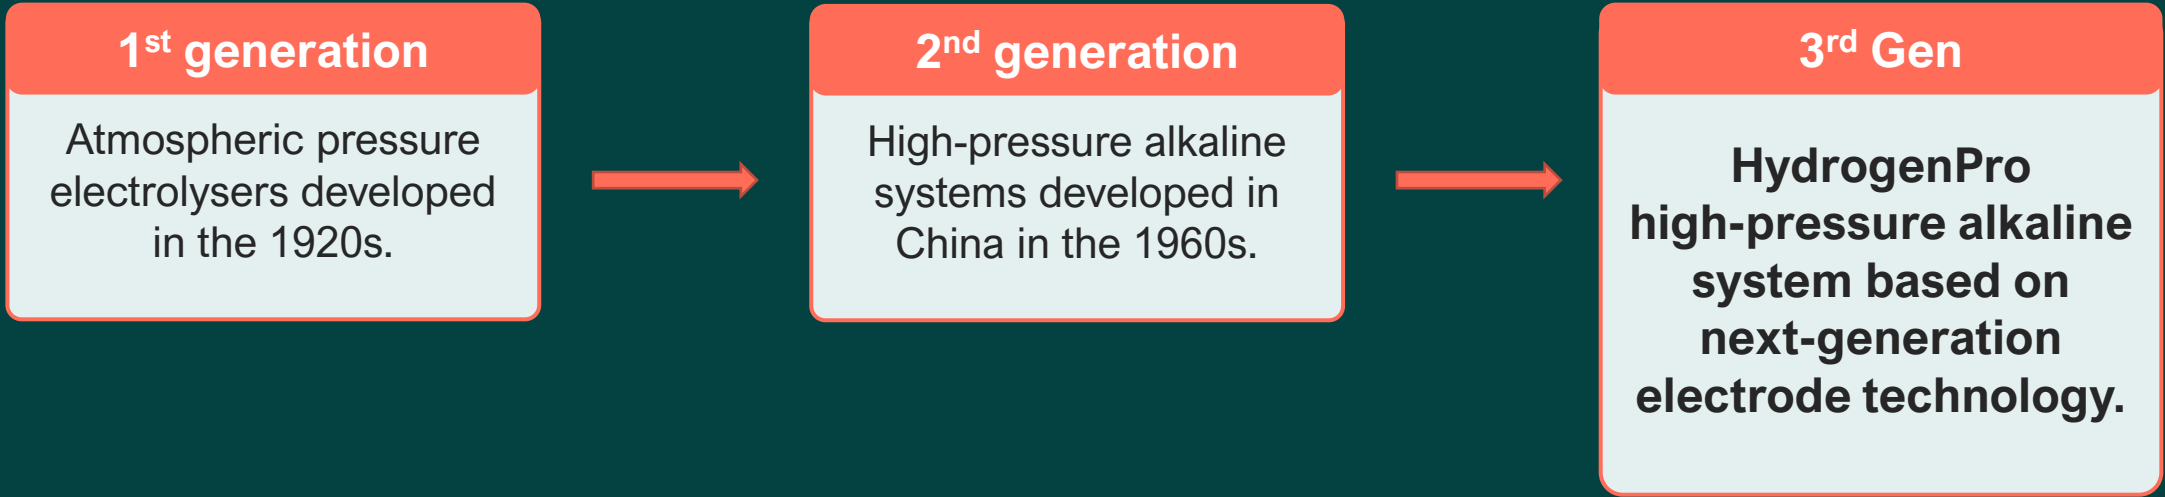 1st generation
Atmospheric pressure
electrolysers developed
in the 1920s.
2nd generation
High-pressure alkaline
systems developed in
China in the 1960s.
3rd Gen
HydrogenPro
high-pressure alkaline
system based on
next-generation
electrode technology.